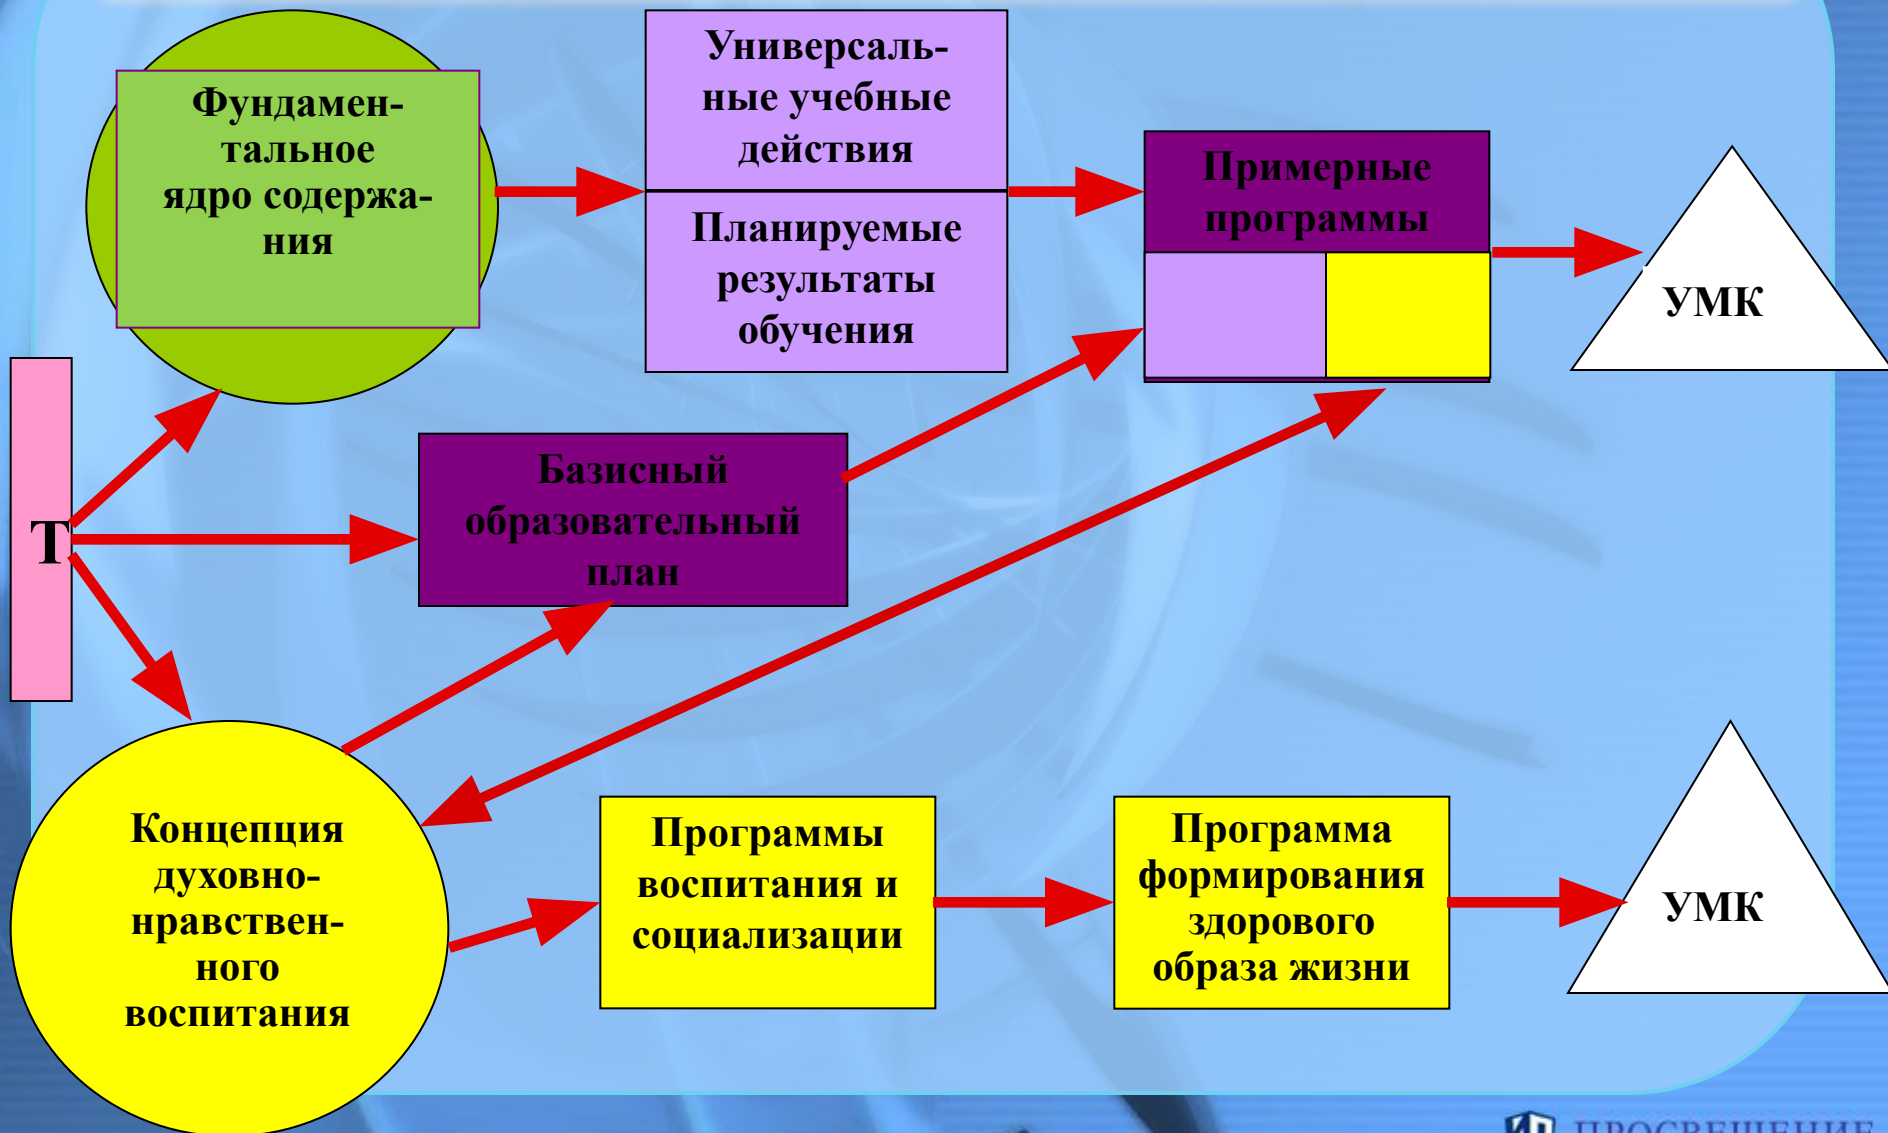 Фундамен-
тальное
ядро содержа-
ния
Универсаль-
ные учебные
действия
Планируемые
результаты
обучения
Примерные
программы
УМК
Т
Базисный
образовательный
план
Концепция
духовно-
нравствен-
ного
воспитания
Программы
воспитания и
социализации
Программа
формирования
здорового
образа жизни
УМК
ПРОСВЕЩЕНИЕ